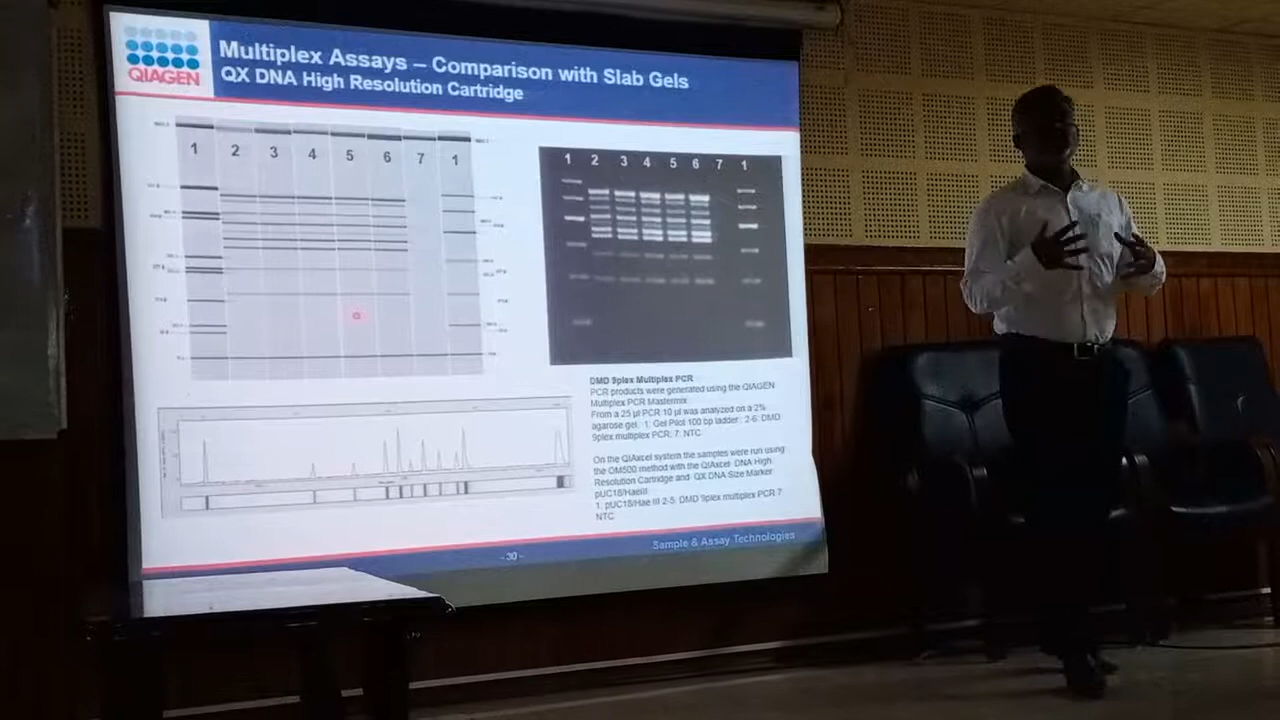 QIAGEN
Multiplex Assays – Comparison with Slab Gels
QX DNA High Resolution Cartridge
1 2 3 4 5 6 7 1
1 2 3 4 5 6 7 1
DMD 9plex Multiplex PCR
PCR products were generated using the QIAGEN
Multiplex PCR Mastermix
From a 25 µl PCR 10 µl was analyzed on a 2%
agarose gel. 1: Gel Pilot 100 bp ladder; 2-6: DMD
9plex multiplex PCR; 7: NTC
On the QIAxcel system the samples were run using
the OM500 method with the QIAxcel DNA High
Resolution Cartridge and QX DNA Size Marker
pUC18/HaeIII
1: pUC18/Hae III 2-5: DMD 9plex multiplex PCR 7
NTC
- 30 -
Sample & Assay Technologies